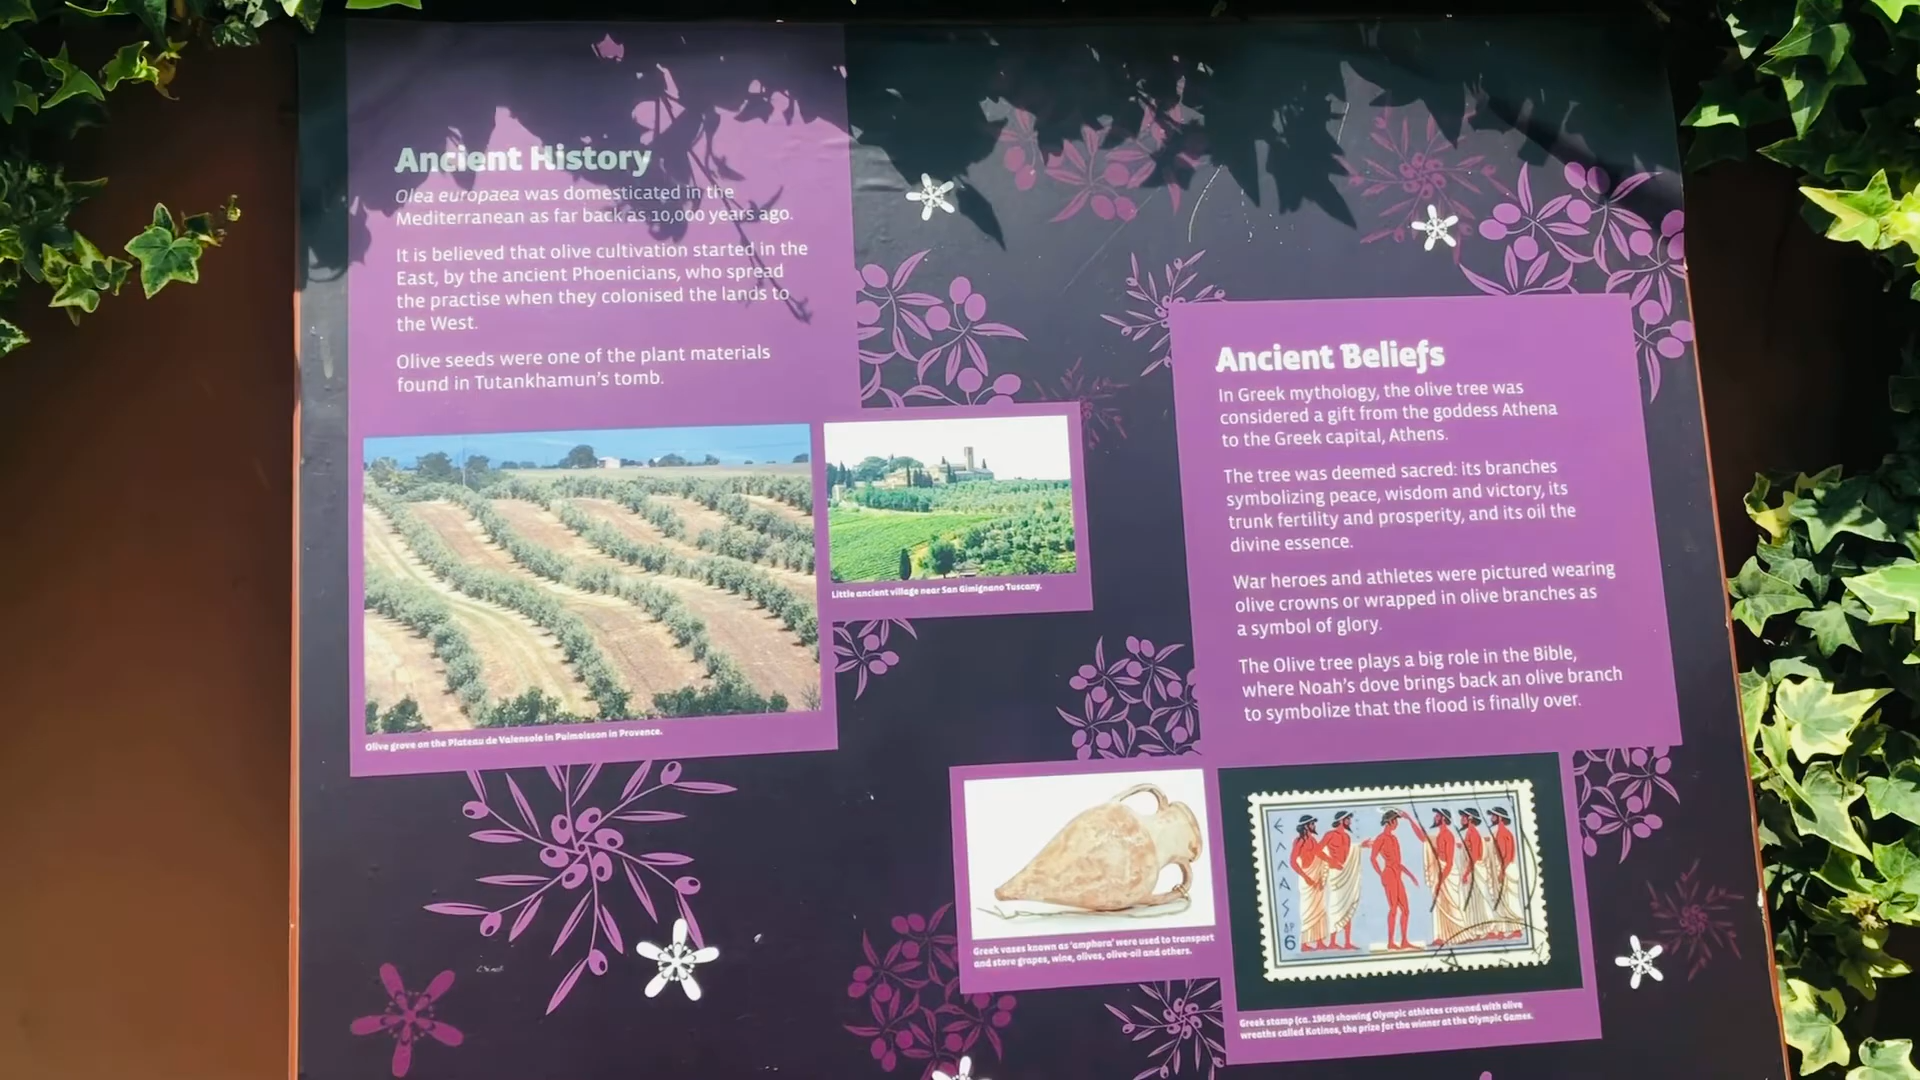 Ancient History
Olea europaea was domesticated in the
Mediterranean as far back as 10,000 years ago.
It is believed that olive cultivation started in the
East, by the ancient Phoenicians, who spread
the practise when they colonised the lands to
the West.
Olive seeds were one of the plant materials
found in Tutankhamun's tomb.
Olive grove on the Plateau de Valensole in Puimoisson in Provence.
Little ancient village near San Gimignano Tuscany.
Ancient Beliefs
In Greek mythology, the olive tree was
considered a gift from the goddess Athena
to the Greek capital, Athens.
The tree was deemed sacred: its branches
symbolizing peace, wisdom and victory, its
trunk fertility and prosperity, and its oil the
divine essence.
War heroes and athletes were pictured wearing
olive crowns or wrapped in olive branches as
a symbol of glory.
The Olive tree plays a big role in the Bible,
where Noah's dove brings back an olive branch
to symbolize that the flood is finally over.
Greek vases known as 'amphora' were used to transport
and store grapes, wine, olives, olive-oil and others.
ΕΛΛΑΣ
ΔΡ
6
Greek stamp (ca. 1960) showing Olympic athletes crowned with olive
wreaths called Kotinos, the prize for the winner at the Olympic Games.